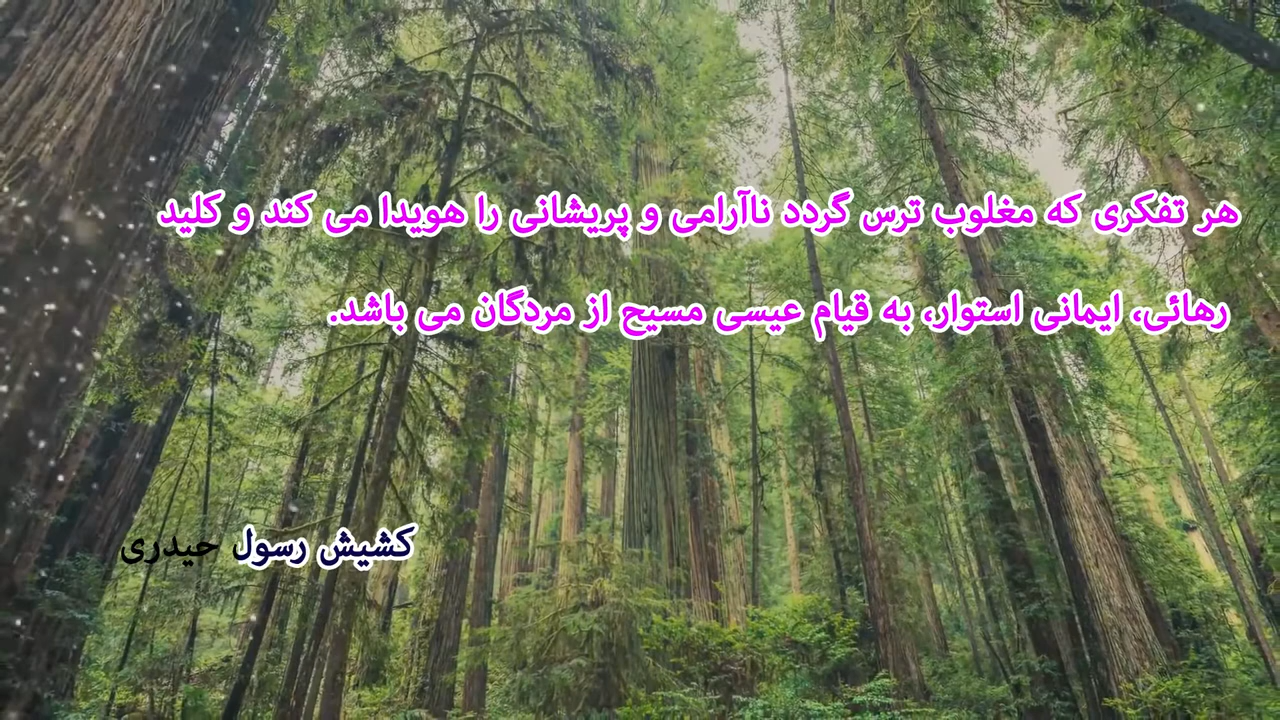 هر تفکری که مغلوب ترس گردد ناآرامی و پریشانی را هویدا می کند و کلید
رهائی، ایمانی استوار، به قیام عیسی مسیح از مردگان می باشد.
کشیش رسول حیدری